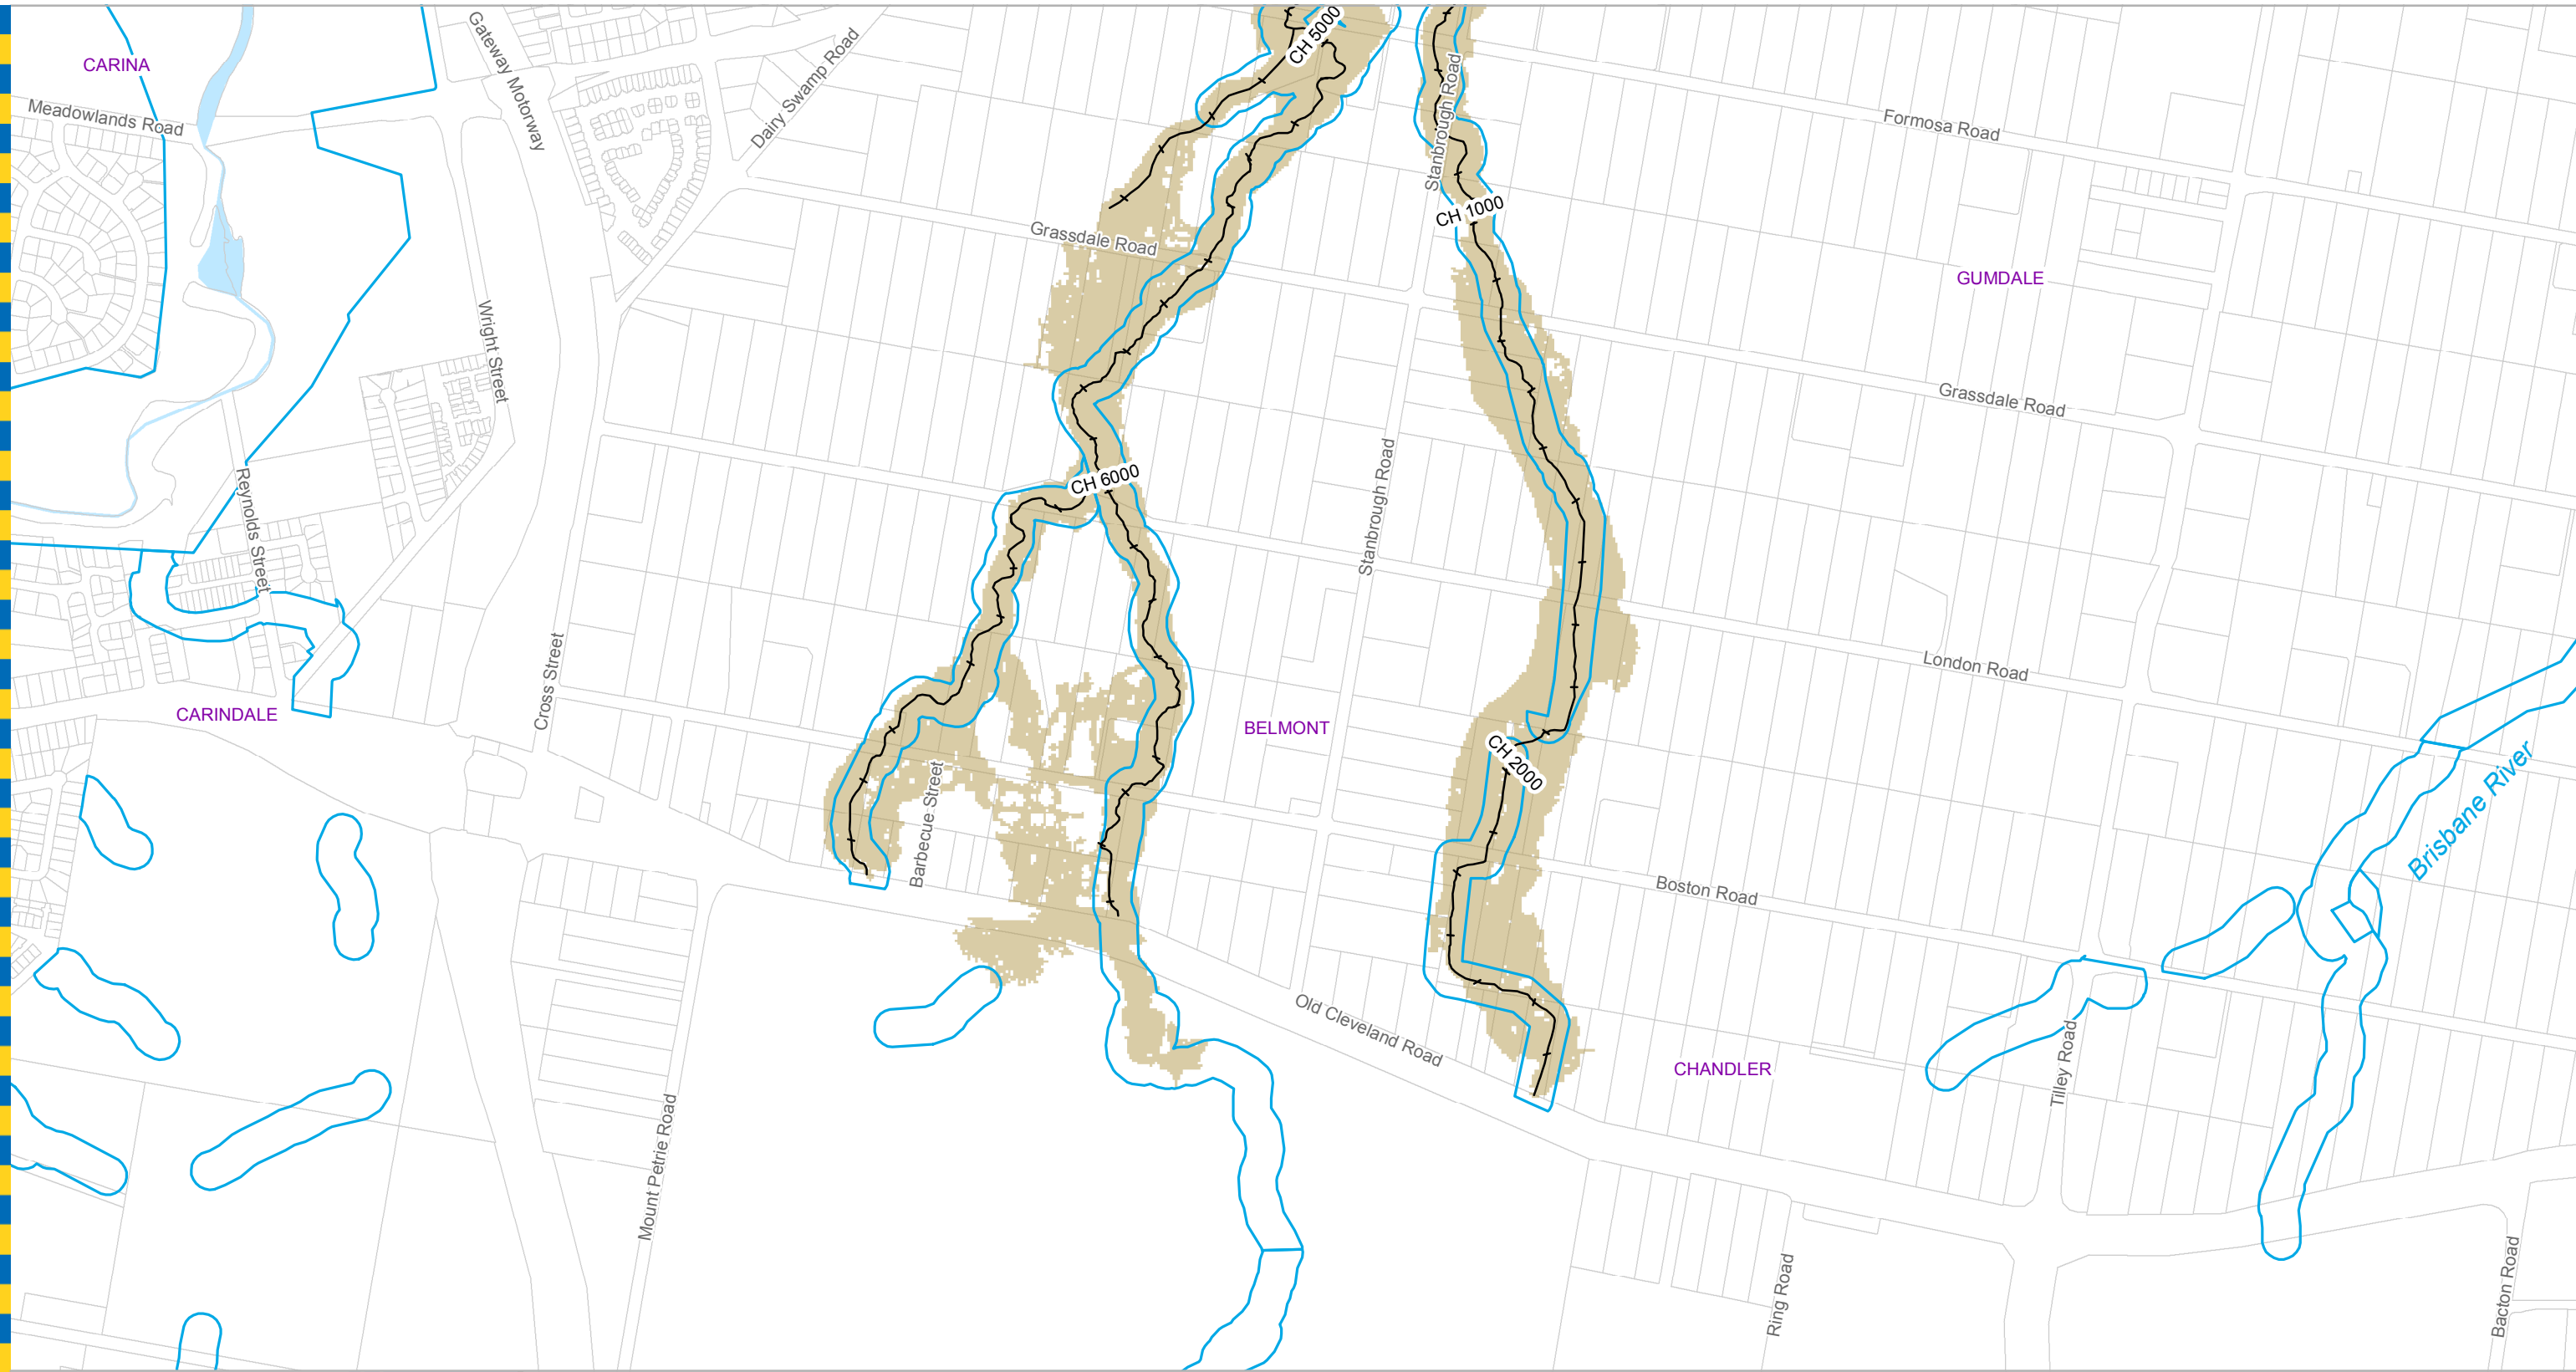 CARINA
Meadowlands Road
Gateway Motorway
Dairy Swamp Road
CH 5000
Stanbrough Road
Formosa Road
CH 1000
Grassdale Road
GUMDALE
Wright Street
Grassdale Road
Stanbrough Road
CH 6000
Reynolds Street
Cross Street
London Road
CARINDALE
BELMONT
CH 2000
Brisbane River
Barbecue Street
Boston Road
Old Cleveland Road
CHANDLER
Tilley Road
Mount Petrie Road
Ring Road
Bacton Road